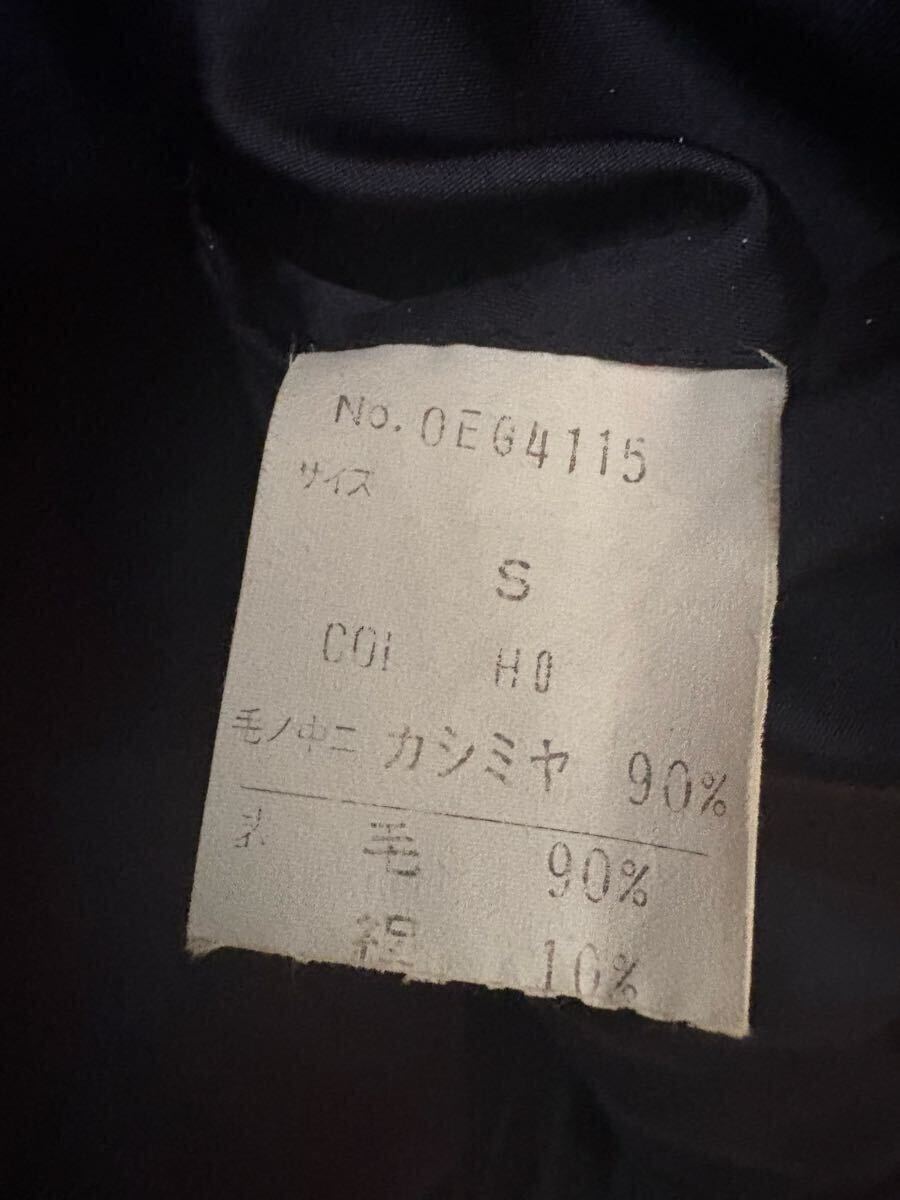 No. 0EG4115
サイズ
S
COl H0
毛ノ中ニ カシミヤ 90%
毛 90%
絹 10%